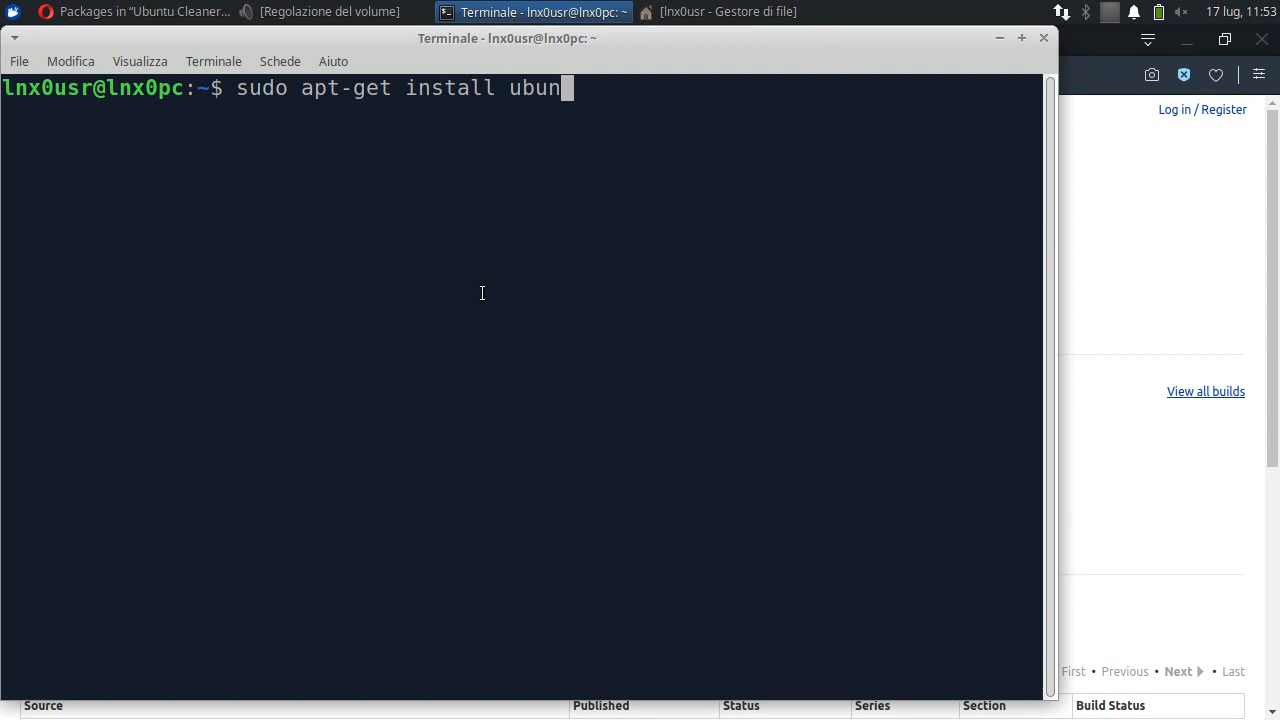 Packages in “Ubuntu Cleaner... [Regolazione del volume] Terminale - lnx0usr@lnx0pc: ~ [lnx0usr - Gestore di file] 17 lug, 11:53
Terminale - lnx0usr@lnx0pc: ~
File Modifica Visualizza Terminale Schede Aiuto
lnx0usr@lnx0pc:~$ sudo apt-get install ubun
Log in / Register
View all builds
First • Previous • Next • Last
Source Published Status Series Section Build Status